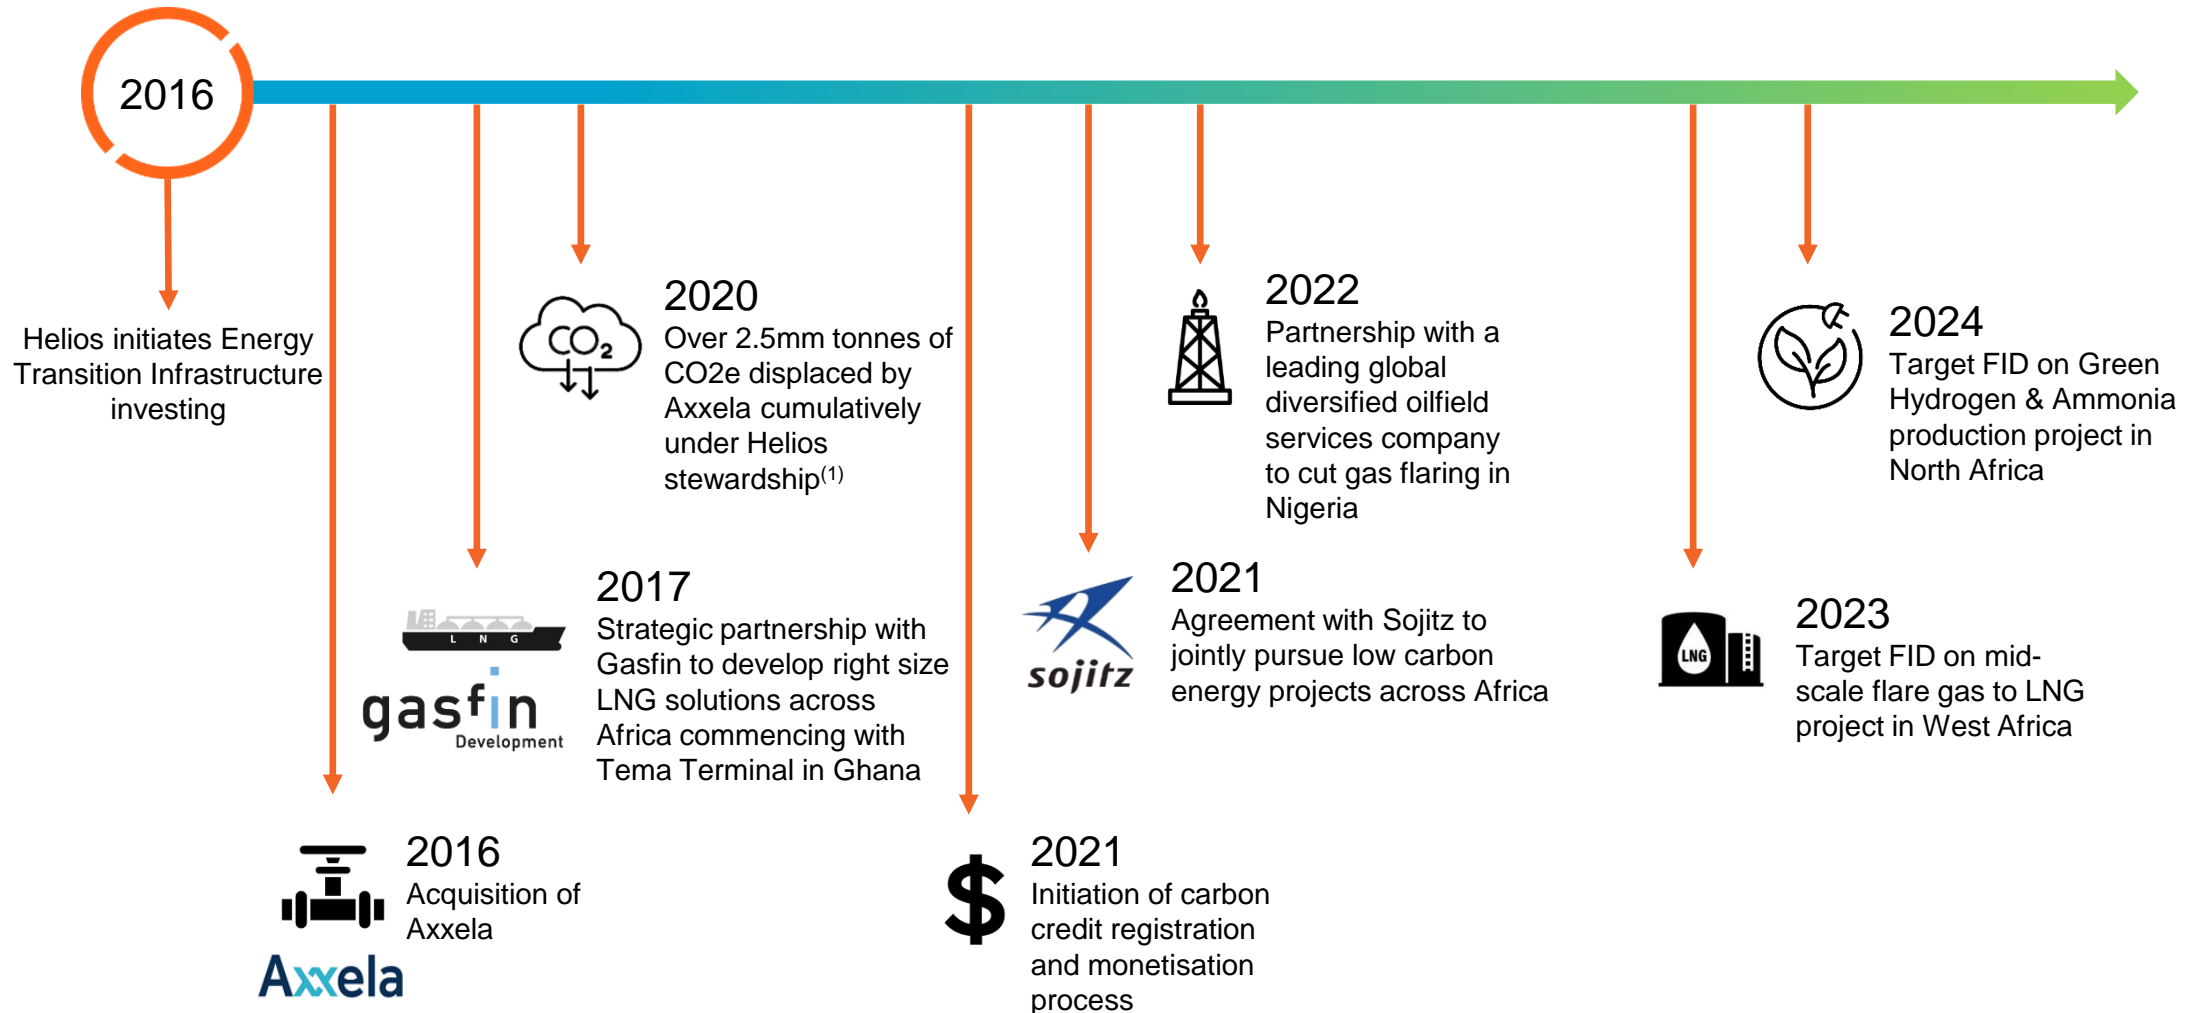 2016
Helios initiates Energy
Transition Infrastructure
investing
2016
Acquisition of
Axxela
Axxela
L N G
gasfin
Development
2017
Strategic partnership with
Gasfin to develop right size
LNG solutions across
Africa commencing with
Tema Terminal in Ghana
CO2
2020
Over 2.5mm tonnes of
CO2e displaced by
Axxela cumulatively
under Helios
stewardship(1)
$
2021
Initiation of carbon
credit registration
and monetisation
process
sojitz
2021
Agreement with Sojitz to
jointly pursue low carbon
energy projects across Africa
2022
Partnership with a
leading global
diversified oilfield
services company
to cut gas flaring in
Nigeria
LNG
2023
Target FID on mid-
scale flare gas to LNG
project in West Africa
2024
Target FID on Green
Hydrogen & Ammonia
production project in
North Africa